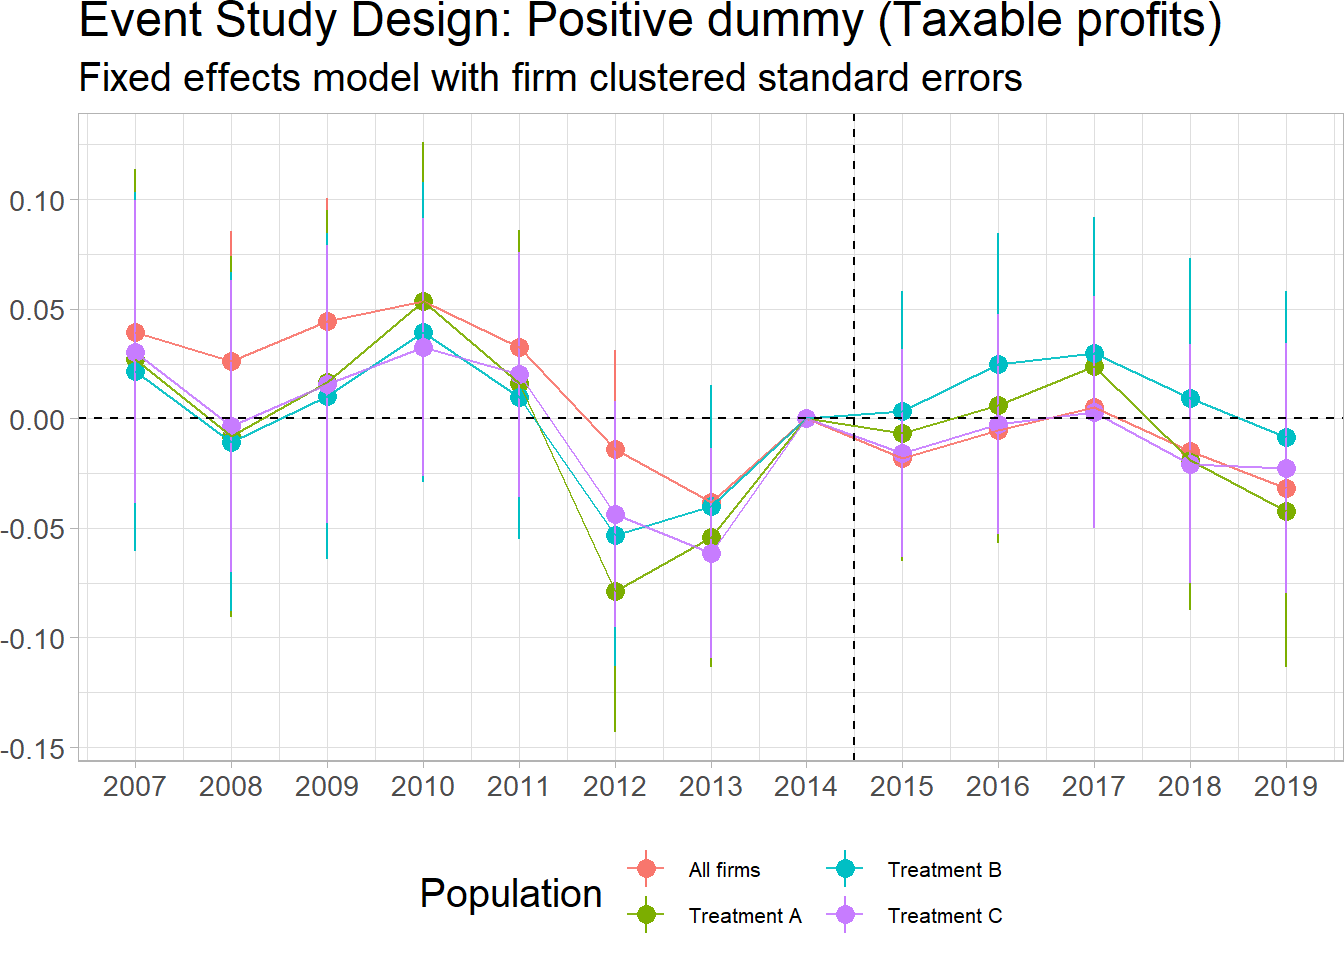 Event Study Design: Positive dummy (Taxable profits)
Fixed effects model with firm clustered standard errors
0.10
0.05
0.00
-0.05
-0.10
-0.15
2007 2008 2009 2010 2011 2012 2013 2014 2015 2016 2017 2018 2019
Population
All firms
Treatment A
Treatment B
Treatment C